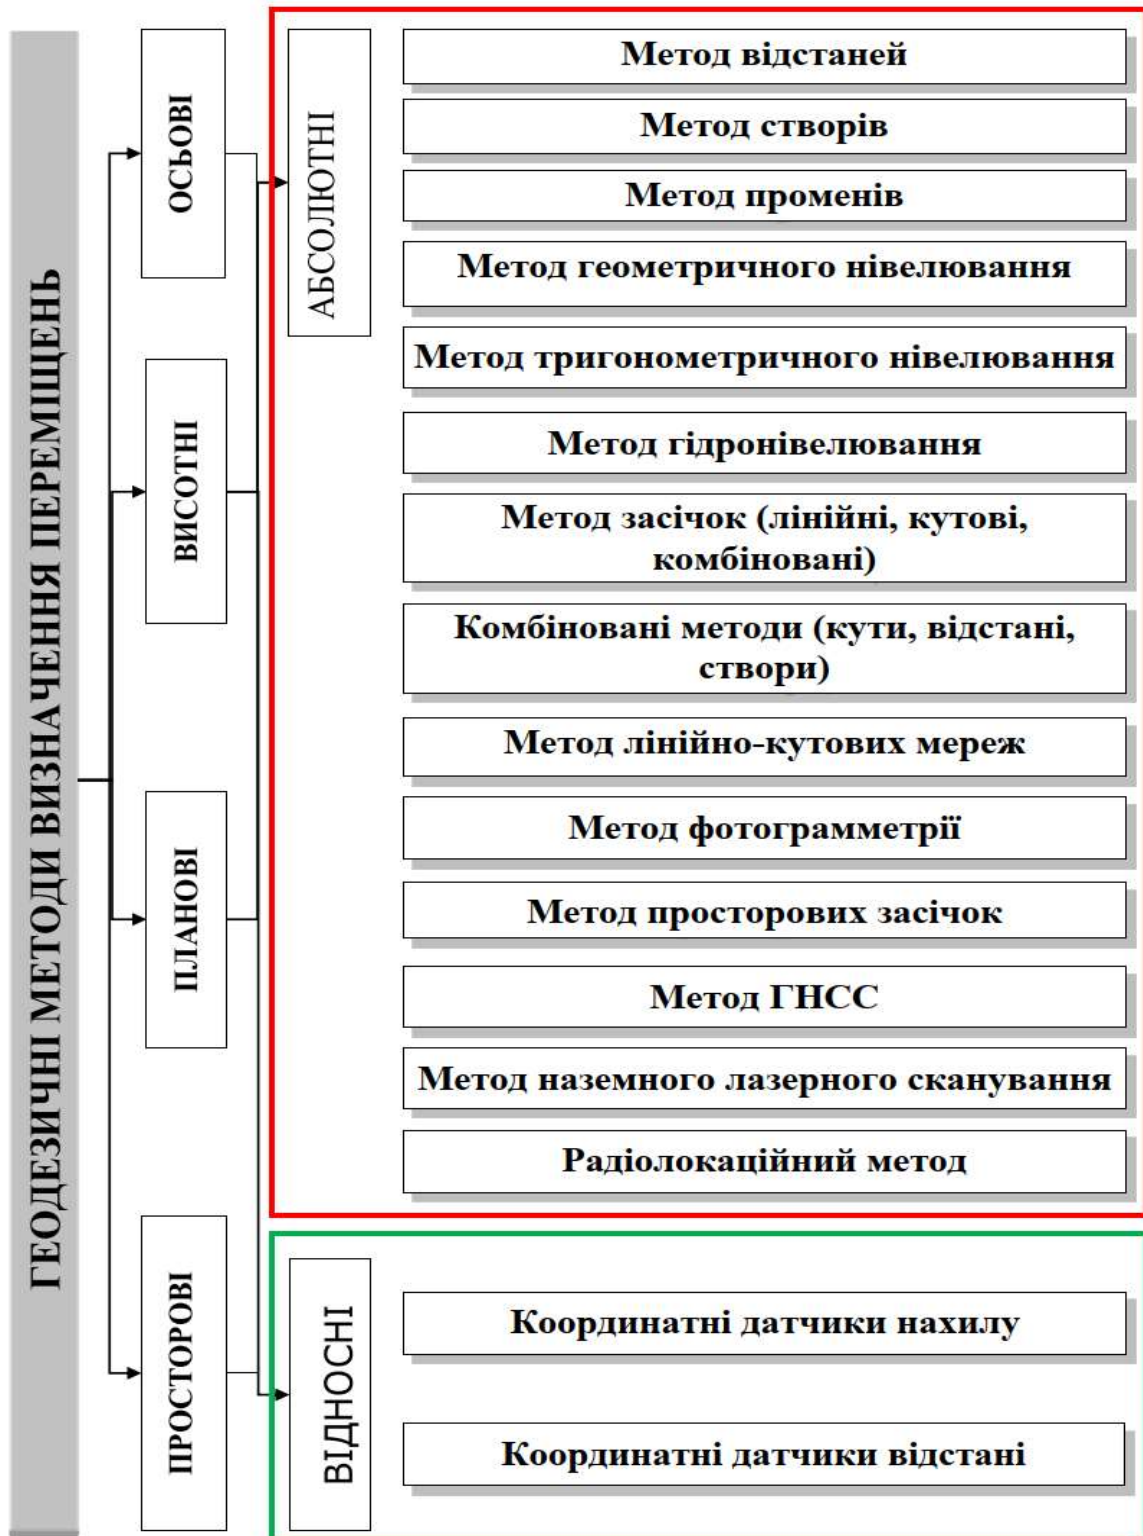 ГЕОДЕЗИЧНІ МЕТОДИ ВИЗНАЧЕННЯ ПЕРЕМІЩЕНЬ
ОСЬОВІ
ВИСОТНІ
ПЛАНОВІ
ПРОСТОРОВІ
АБСОЛЮТНІ
Метод відстаней
Метод створів
Метод променів
Метод геометричного нівелювання
Метод тригонометричного нівелювання
Метод гідронівелювання
Метод засічок (лінійні, кутові,
комбіновані)
Комбіновані методи (кути, відстані,
створи)
Метод лінійно-кутових мереж
Метод фотограмметрії
Метод просторових засічок
Метод ГНСС
Метод наземного лазерного сканування
Радіолокаційний метод
ВІДНОСНІ
Координатні датчики нахилу
Координатні датчики відстані